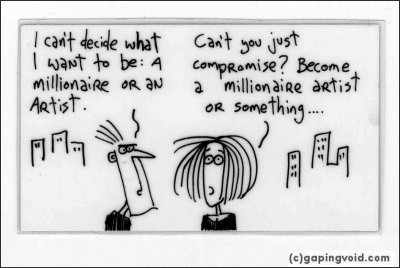 I can't decide what
I want to be: A
millionaire OR AN
Artist.
Can't you just
compromise? Become
a millionaire artist
or something....
(c)gapingvoid.com